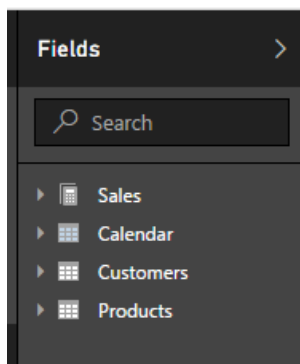 Fields
Search
Sales
Calendar
Customers
Products